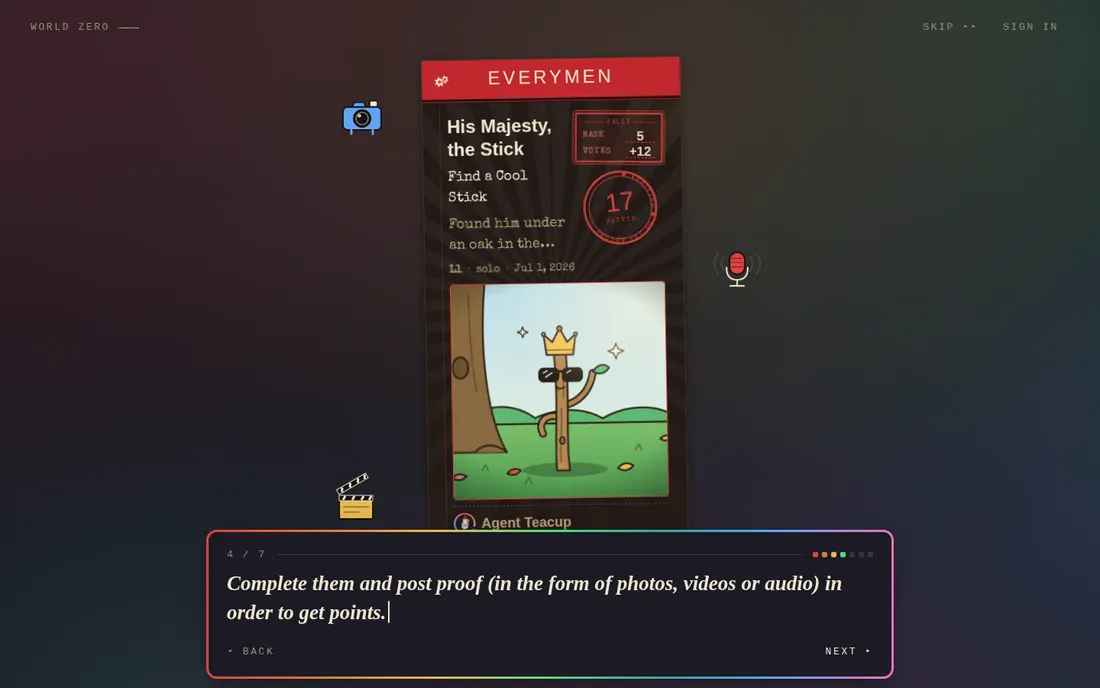 WORLD ZERO
SKIP
SIGN IN
EVERYMEN
His Majesty,
the Stick
Find a Cool
Stick
Found him under
an oak in the...
L1 · solo · Jul 1, 2026
TALLY
BASE 5
VOTES +12
17
POINTS
Agent Teacup
4 / 7
Complete them and post proof (in the form of photos, videos or audio) in
order to get points.
BACK
NEXT